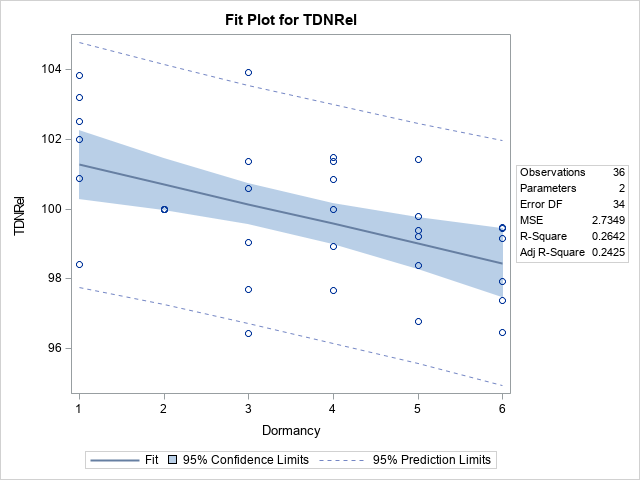 Fit Plot for TDNRel
104
102
100
98
96
TDNRel
1 2 3 4 5 6
Dormancy
Observations 36
Parameters 2
Error DF 34
MSE 2.7349
R-Square 0.2642
Adj R-Square 0.2425
Fit 95% Confidence Limits 95% Prediction Limits